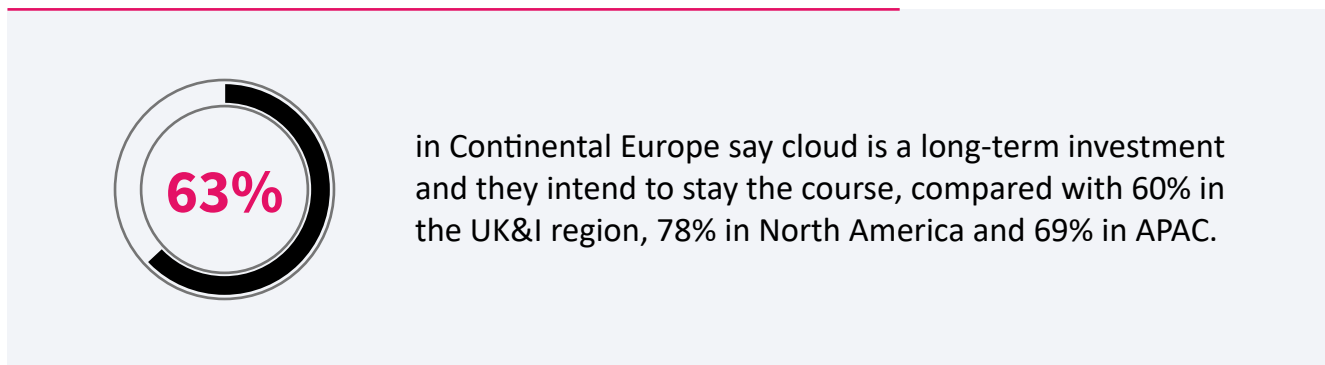 63%
in Continental Europe say cloud is a long-term investment
and they intend to stay the course, compared with 60% in
the UK&I region, 78% in North America and 69% in APAC.